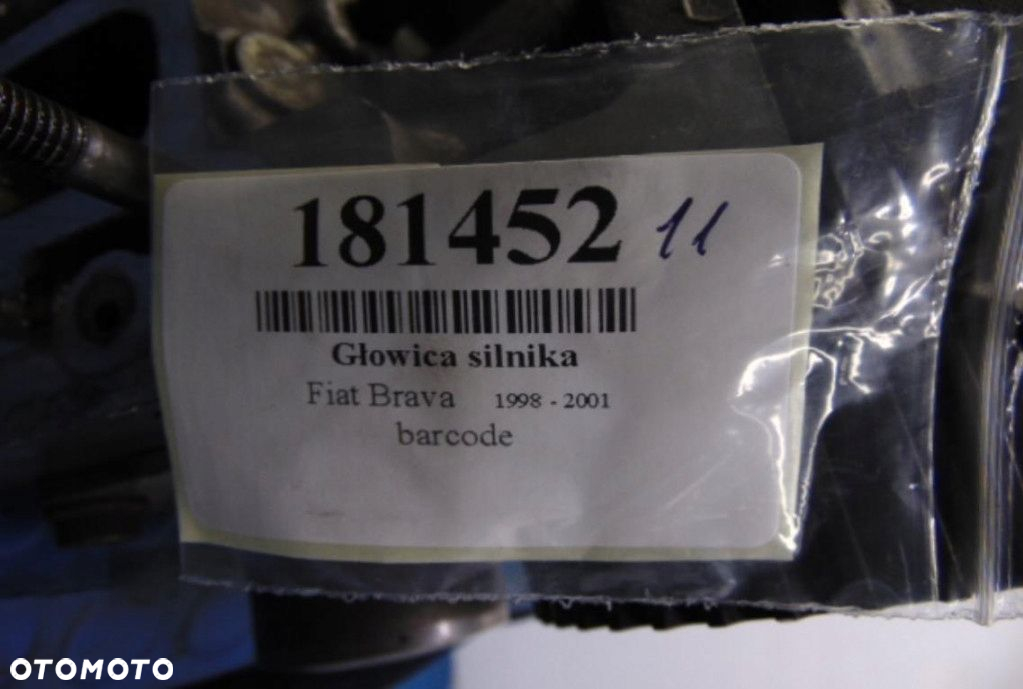 181452 11
Głowica silnika
Fiat Brava 1998 - 2001
barcode
OTOMOTO